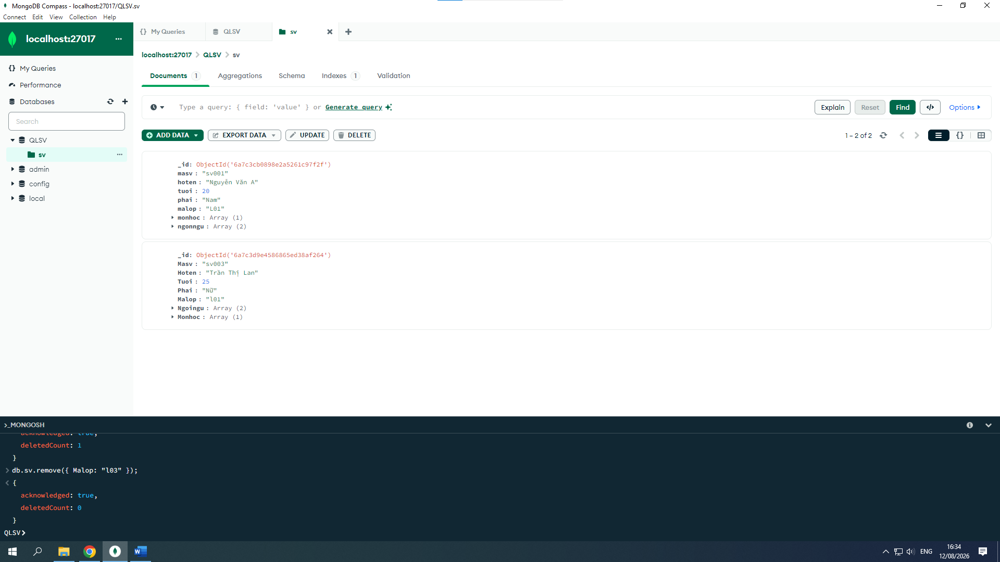 MongoDB Compass - localhost:27017/QLSV.sv
Connect Edit View Collection Help
localhost:27017 ...
{} My Queries
QLSV
sv
My Queries
Performance
Databases
Search
QLSV
sv ...
admin
config
local
localhost:27017 > QLSV > sv
Documents 1 Aggregations Schema Indexes 1 Validation
Type a query: { field: 'value' } or Generate query
Explain Reset Find </> Options
ADD DATA EXPORT DATA UPDATE DELETE
1 – 2 of 2
{}
_id: ObjectId('6a7c3cb0898e2a5261c97f2f')
masv : "sv001"
hoten : "Nguyễn Văn A"
tuoi : 20
phai : "Nam"
malop : "L01"
monhoc : Array (1)
ngonngu : Array (2)
_id: ObjectId('6a7c3d9e4586865ed38af264')
Masv : "sv003"
Hoten : "Trần Thị Lan"
Tuoi : 25
Phai : "Nữ"
Malop : "l01"
Ngoingu : Array (2)
Monhoc : Array (1)
>_MONGOSH
acknowledged: true,
deletedCount: 1
}
> db.sv.remove({ Malop: "l03" });
< {
acknowledged: true,
deletedCount: 0
}
QLSV>
ENG
16:34
12/08/2026